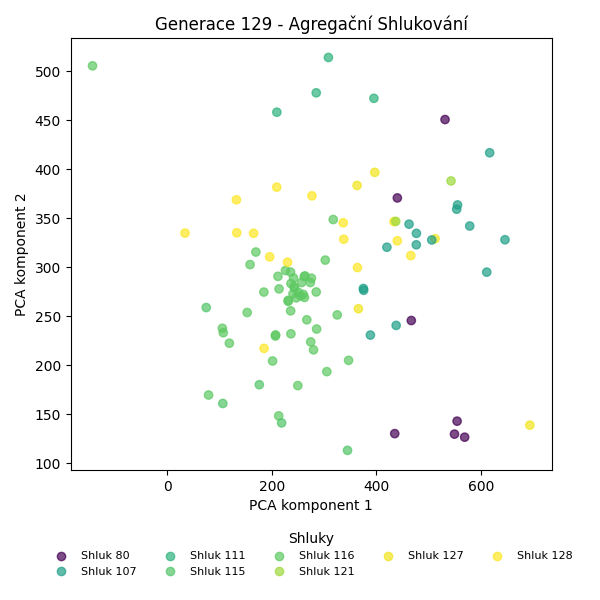 Generace 129 - Agregační Shlukování
PCA komponent 2
500
450
400
350
300
250
200
150
100
0 200 400 600
PCA komponent 1
Shluky
Shluk 80 Shluk 111 Shluk 116 Shluk 127 Shluk 128
Shluk 107 Shluk 115 Shluk 121